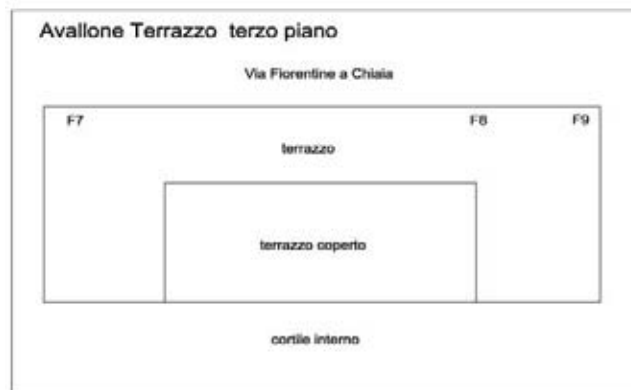 Avallone Terrazzo terzo piano
Via Fiorentine a Chiaia
F7 F8 F9
terrazzo
terrazzo coperto
cortile interno